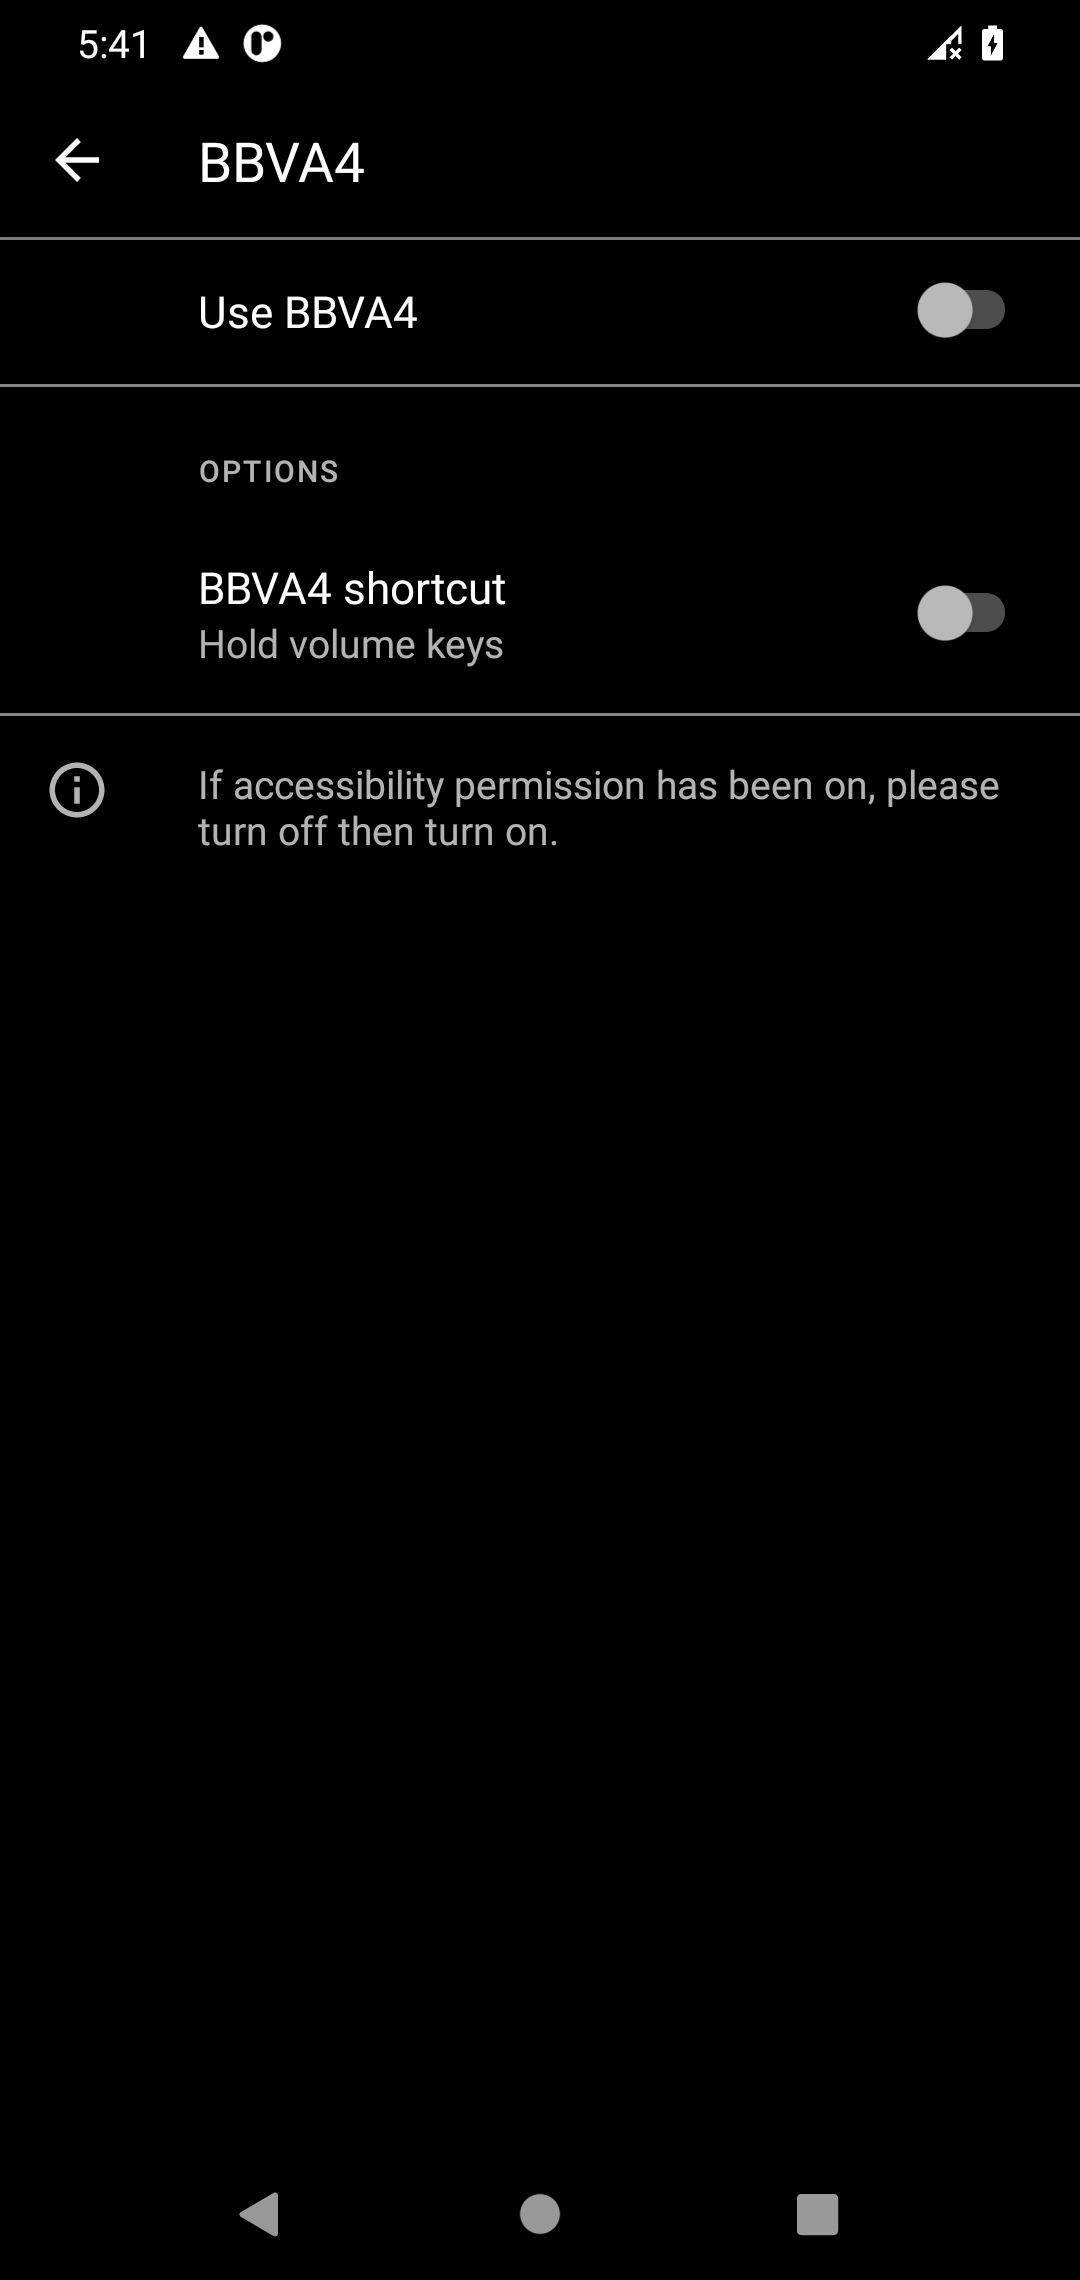 5:41
BBVA4
Use BBVA4
OPTIONS
BBVA4 shortcut
Hold volume keys
If accessibility permission has been on, please
turn off then turn on.